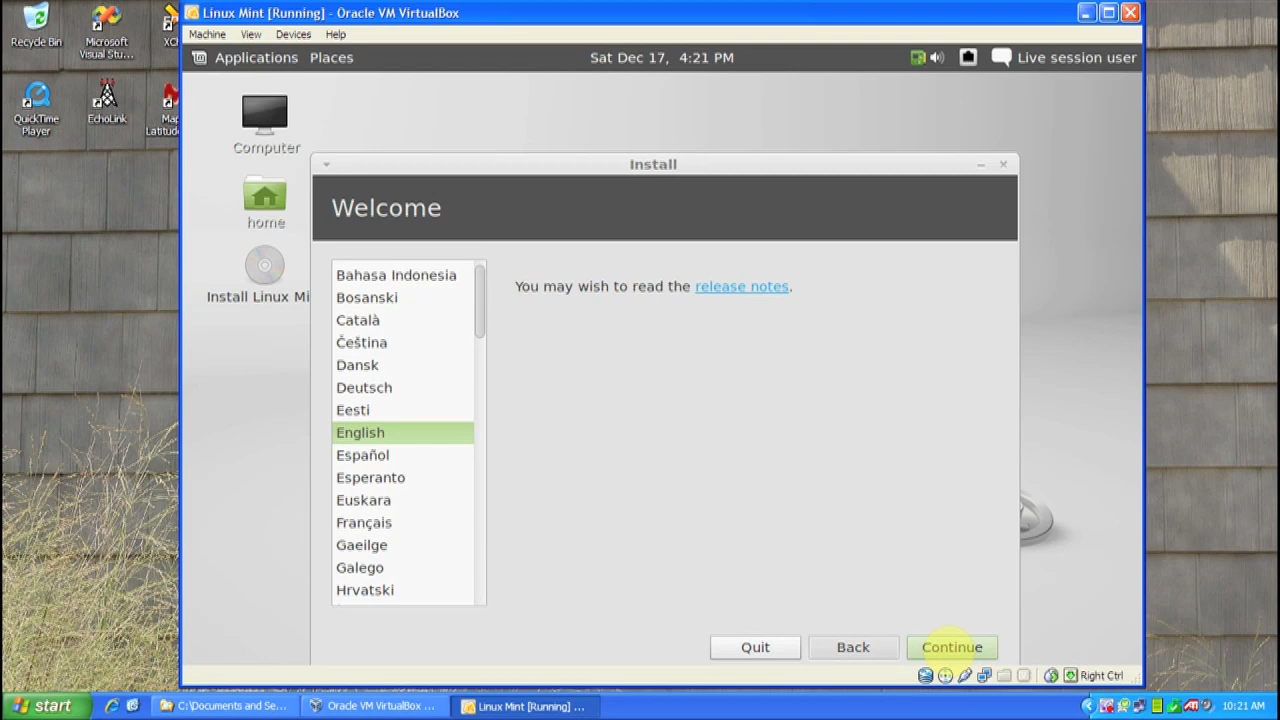 Linux Mint [Running] - Oracle VM VirtualBox
Machine View Devices Help
Applications Places Sat Dec 17, 4:21 PM Live session user
Recycle Bin
Microsoft
Visual Stu...
QuickTime
Player
EchoLink
Computer
home
Install Linux Mi
Install
Welcome
Bahasa Indonesia
Bosanski
Català
Čeština
Dansk
Deutsch
Eesti
English
Español
Esperanto
Euskara
Français
Gaeilge
Galego
Hrvatski
You may wish to read the release notes.
Quit Back Continue
Right Ctrl
start C:\Documents and Se... Oracle VM VirtualBox ... Linux Mint [Running] ... 10:21 AM